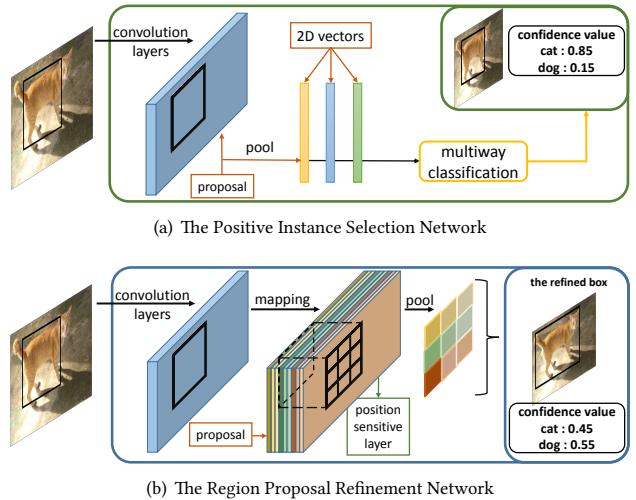 convolution
layers
2D vectors
pool
proposal
multiway
classification
confidence value
cat : 0.85
dog : 0.15
(a) The Positive Instance Selection Network
convolution
layers
mapping
pool
proposal
position
sensitive
layer
the refined box
confidence value
cat : 0.45
dog : 0.55
(b) The Region Proposal Refinement Network